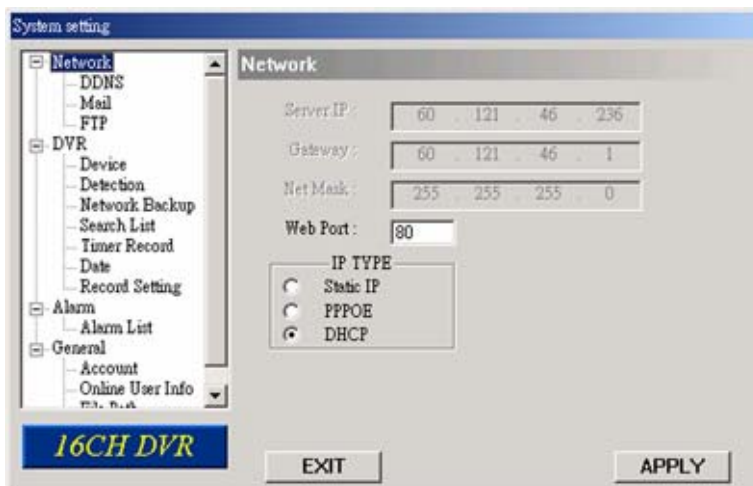 System setting
Network
DDNS
Mail
FTP
DVR
Device
Detection
Network Backup
Search List
Timer Record
Date
Record Setting
Alarm
Alarm List
General
Account
Online User Info
16CH DVR
Network
Server IP : 60 . 121 . 46 . 236
Gateway : 60 . 121 . 46 . 1
Net Mask : 255 . 255 . 255 . 0
Web Port : 80
IP TYPE
Static IP
PPPOE
DHCP
EXIT
APPLY